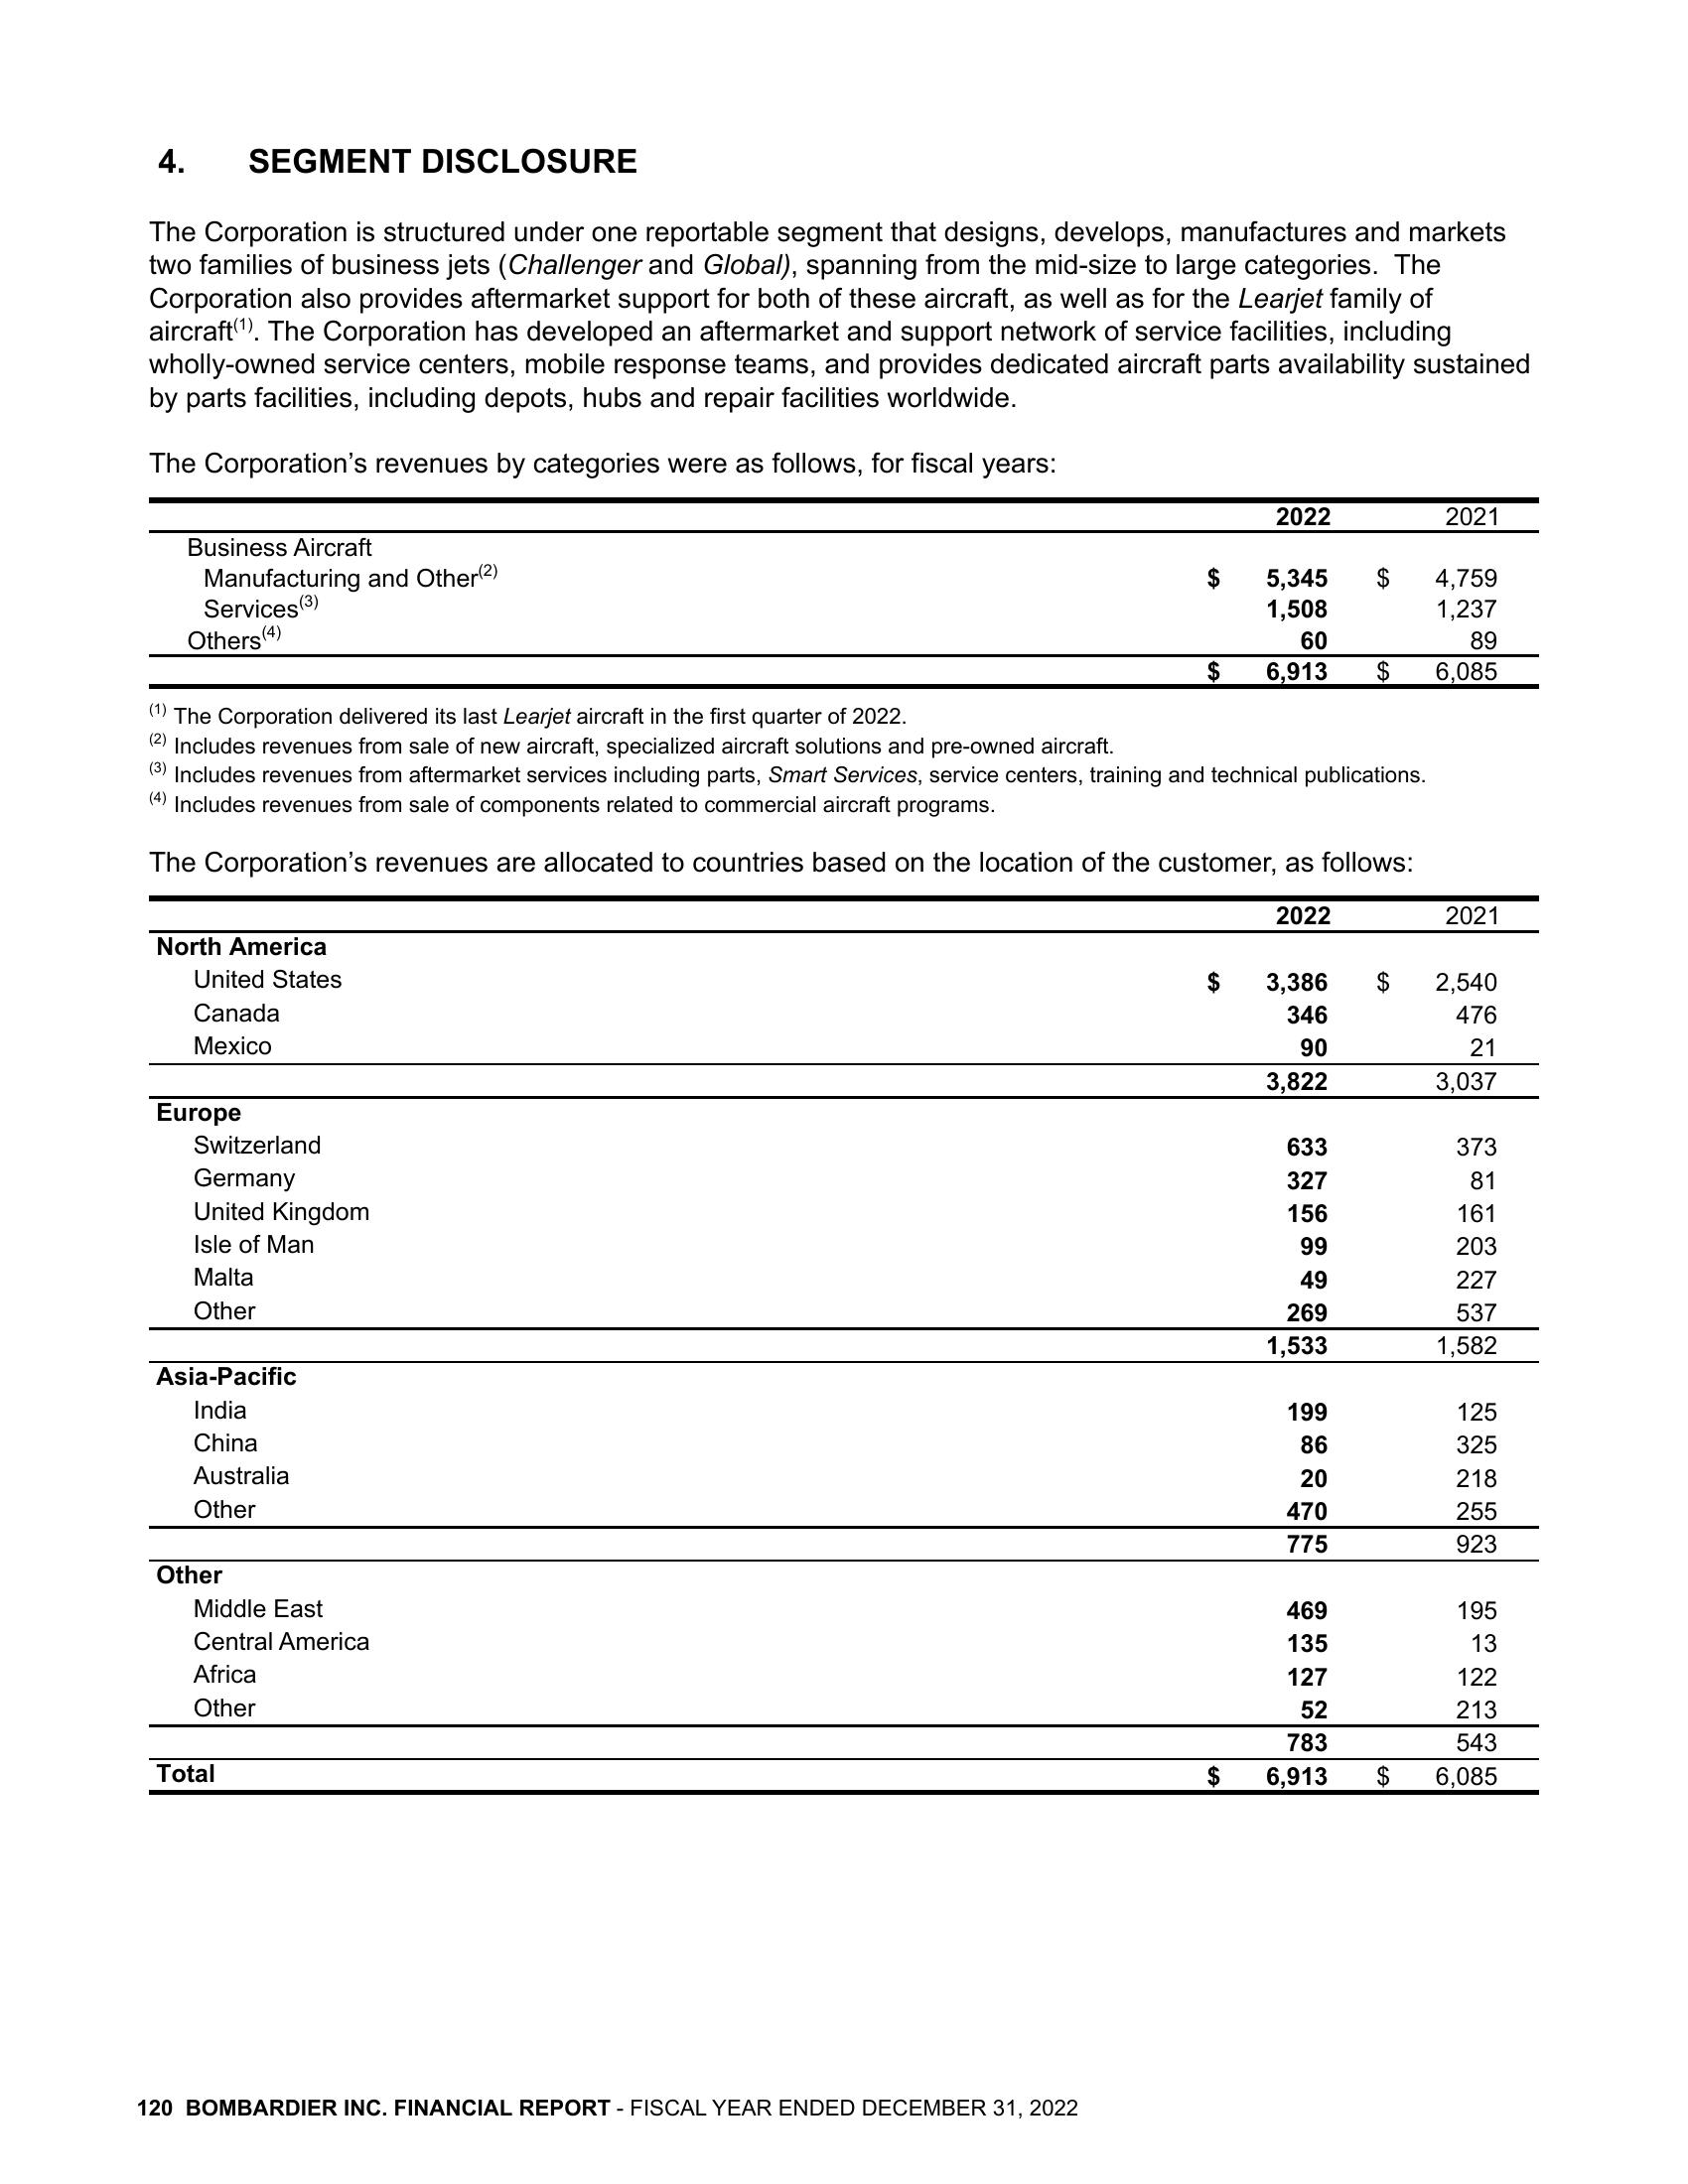 4. SEGMENT DISCLOSURE
The Corporation is structured under one reportable segment that designs, develops, manufactures and markets
two families of business jets (Challenger and Global), spanning from the mid-size to large categories. The
Corporation also provides aftermarket support for both of these aircraft, as well as for the Learjet family of
aircraft(1). The Corporation has developed an aftermarket and support network of service facilities, including
wholly-owned service centers, mobile response teams, and provides dedicated aircraft parts availability sustained
by parts facilities, including depots, hubs and repair facilities worldwide.
The Corporation’s revenues by categories were as follows, for fiscal years:
2022 2021
Business Aircraft
Manufacturing and Other(2) $ 5,345 $ 4,759
Services(3) 1,508 1,237
Others(4) 60 89
$ 6,913 $ 6,085
(1) The Corporation delivered its last Learjet aircraft in the first quarter of 2022.
(2) Includes revenues from sale of new aircraft, specialized aircraft solutions and pre-owned aircraft.
(3) Includes revenues from aftermarket services including parts, Smart Services, service centers, training and technical publications.
(4) Includes revenues from sale of components related to commercial aircraft programs.
The Corporation’s revenues are allocated to countries based on the location of the customer, as follows:
2022 2021
North America
United States $ 3,386 $ 2,540
Canada 346 476
Mexico 90 21
3,822 3,037
Europe
Switzerland 633 373
Germany 327 81
United Kingdom 156 161
Isle of Man 99 203
Malta 49 227
Other 269 537
1,533 1,582
Asia-Pacific
India 199 125
China 86 325
Australia 20 218
Other 470 255
775 923
Other
Middle East 469 195
Central America 135 13
Africa 127 122
Other 52 213
783 543
Total $ 6,913 $ 6,085
120 BOMBARDIER INC. FINANCIAL REPORT - FISCAL YEAR ENDED DECEMBER 31, 2022